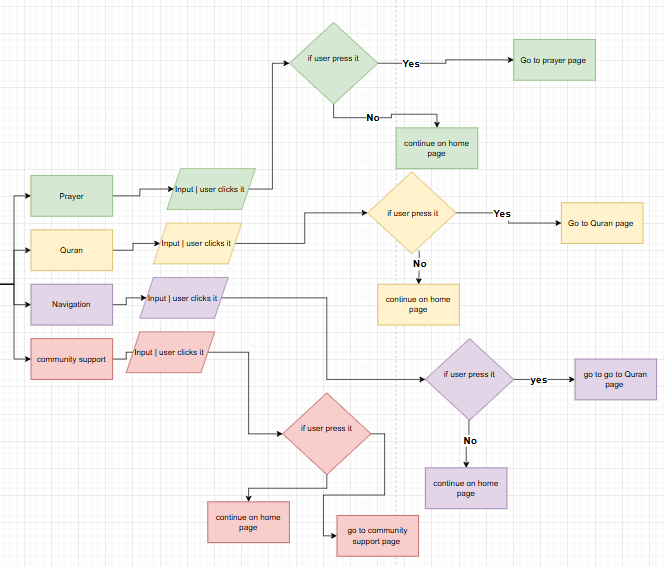 if user press it
Yes
Go to prayer page
No
continue on home
page
Prayer
Input | user clicks it
if user press it
Yes
Go to Quran page
Quran
Input | user clicks it
No
continue on home
page
Navigation
Input | user clicks it
community support
Input | user clicks it
if user press it
yes
go to go to Quran
page
if user press it
No
continue on home
page
continue on home
page
go to community
support page